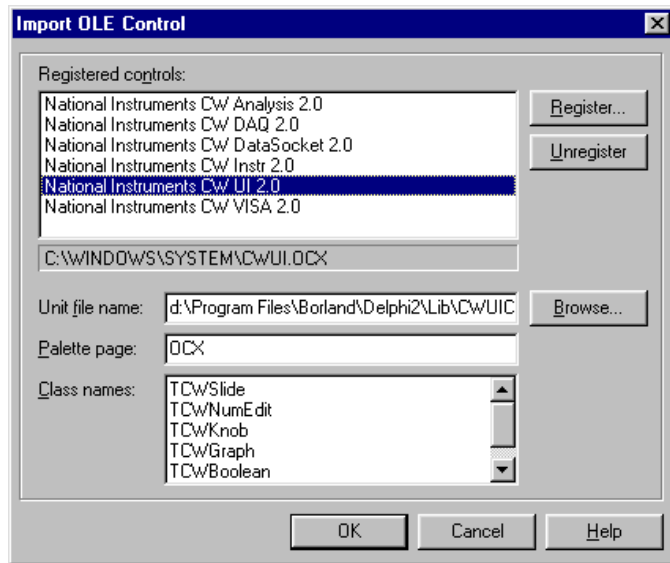 Import OLE Control
Registered controls:
National Instruments CW Analysis 2.0
National Instruments CW DAQ 2.0
National Instruments CW DataSocket 2.0
National Instruments CW Instr 2.0
National Instruments CW UI 2.0
National Instruments CW VISA 2.0
Register...
Unregister
C:\WINDOWS\SYSTEM\CWUI.OCX
Unit file name: d:\Program Files\Borland\Delphi2\Lib\CWUIC Browse...
Palette page: OCX
Class names: TCWSlide
TCWNumEdit
TCWKnob
TCWGraph
TCWBoolean
OK Cancel Help